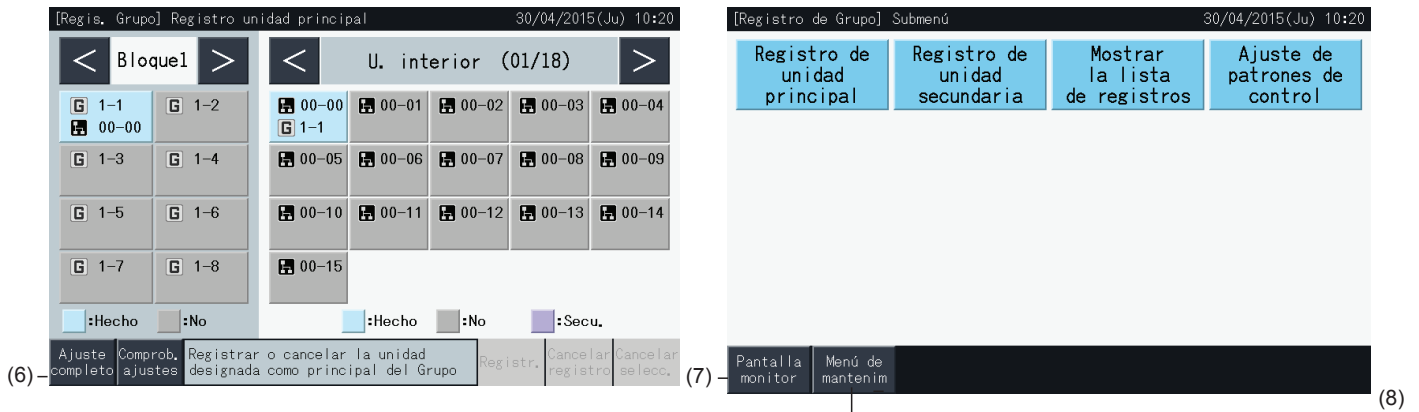 [Regis. Grupo] Registro unidad principal 30/04/2015(Ju) 10:20
< Bloque1 >
< U. interior (01/18) >
G 1-1
00-00
G 1-2
00-00
G 1-1
00-01
00-02
00-03
00-04
G 1-3
G 1-4
00-05
00-06
00-07
00-08
00-09
G 1-5
G 1-6
00-10
00-11
00-12
00-13
00-14
G 1-7
G 1-8
00-15
:Hecho :No
:Hecho :No :Secu.
(6)
Ajuste
completo
Comprob.
ajustes
Registrar o cancelar la unidad
designada como principal del Grupo
Registr.
Cancelar
registro
Cancelar
selecc.
[Registro de Grupo] Submenú 30/04/2015(Ju) 10:20
Registro de
unidad
principal
Registro de
unidad
secundaria
Mostrar
la lista
de registros
Ajuste de
patrones de
control
(7)
Pantalla
monitor
Menú de
mantenim
(8)